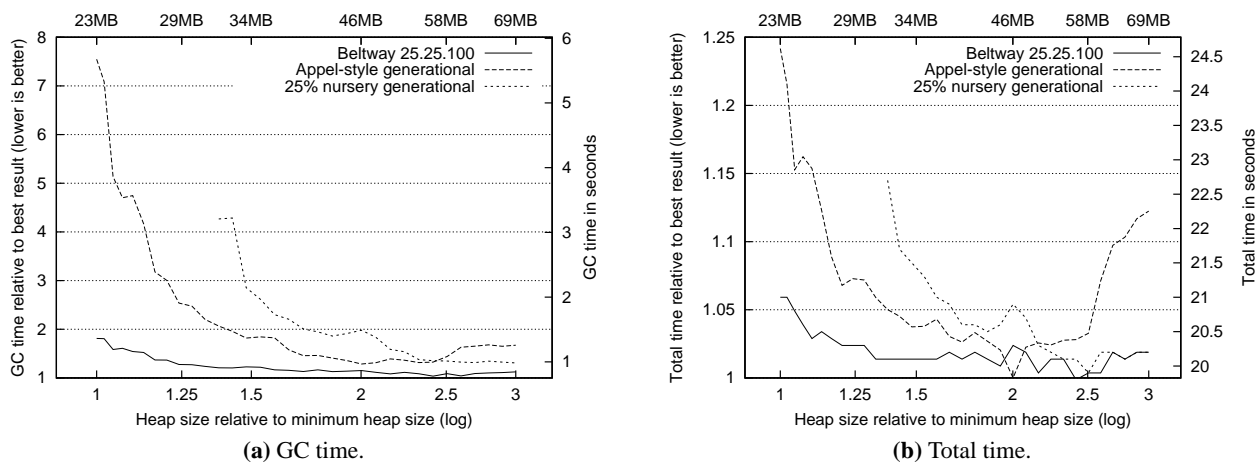 23MB 29MB 34MB 46MB 58MB 69MB
8
7
6
5
4
3
2
1
GC time relative to best result (lower is better)
Beltway 25.25.100
Appel-style generational
25% nursery generational
6
5
4
3
2
1
GC time in seconds
1 1.25 1.5 2 2.5 3
Heap size relative to minimum heap size (log)
(a) GC time.
23MB 29MB 34MB 46MB 58MB 69MB
1.25
1.2
1.15
1.1
1.05
1
Total time relative to best result (lower is better)
Beltway 25.25.100
Appel-style generational
25% nursery generational
24.5
24
23.5
23
22.5
22
21.5
21
20.5
20
Total time in seconds
1 1.25 1.5 2 2.5 3
Heap size relative to minimum heap size (log)
(b) Total time.